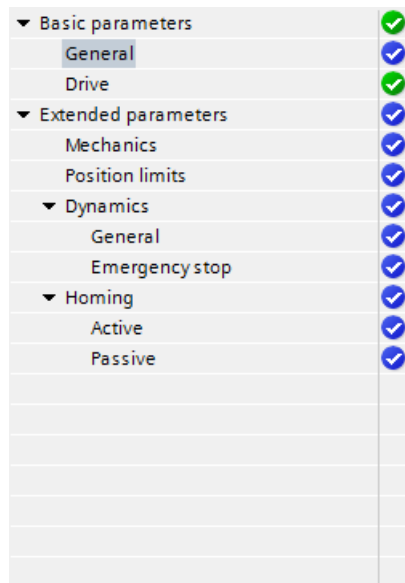 Basic parameters
General
Drive
Extended parameters
Mechanics
Position limits
Dynamics
General
Emergency stop
Homing
Active
Passive